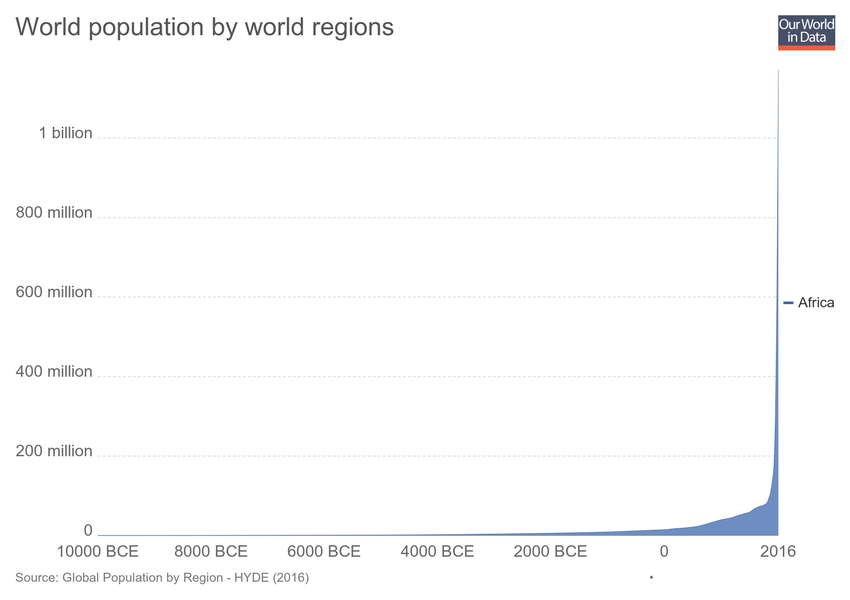 World population by world regions
Our World
in Data
1 billion
800 million
600 million
Africa
400 million
200 million
0
10000 BCE 8000 BCE 6000 BCE 4000 BCE 2000 BCE 0 2016
Source: Global Population by Region - HYDE (2016)